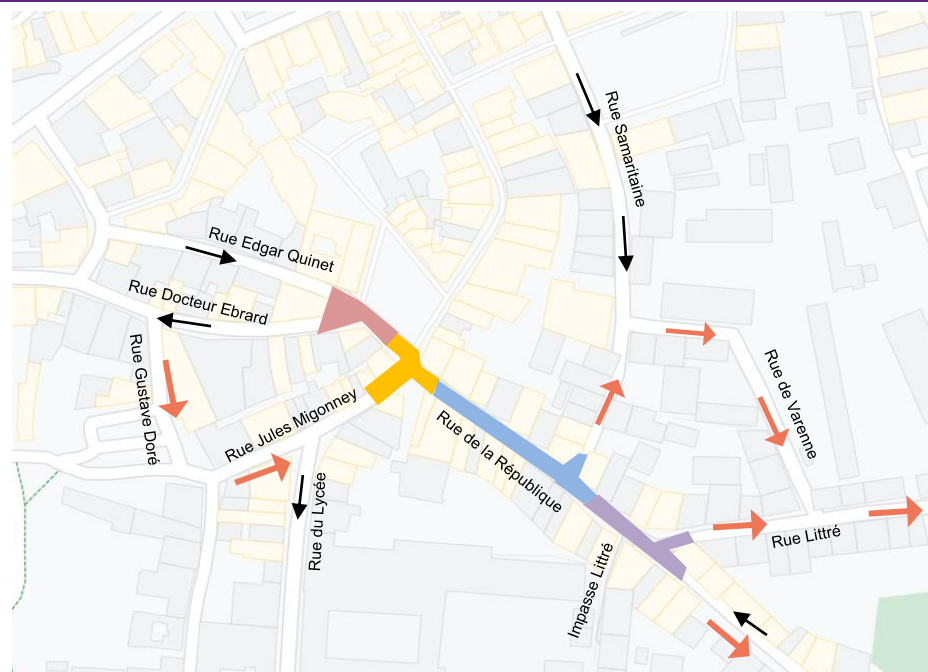 Rue Samaritaine
Rue Edgar Quinet
Rue Docteur Ebrard
Rue Gustave Doré
Rue Jules Migonney
Rue de Varenne
Rue de la République
Rue du Lycée
Rue Littré
Impasse Littré